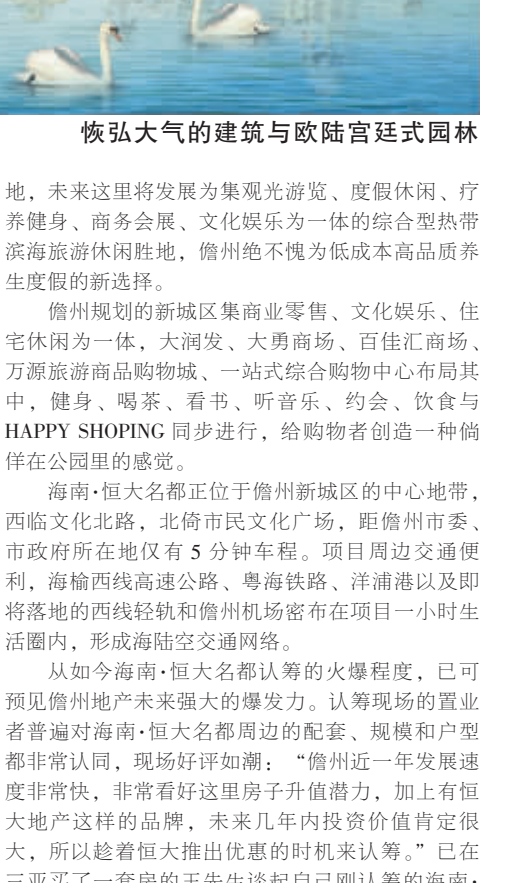 恢弘大气的建筑与欧陆宫廷式园林
地，未来这里将发展为集观光游览、度假休闲、疗
养健身、商务会展、文化娱乐为一体的综合型热带
滨海旅游休闲胜地，儋州绝不愧为低成本高品质养
生度假的新选择。
儋州规划的新城区集商业零售、文化娱乐、住
宅休闲为一体，大润发、大勇商场、百佳汇商场、
万源旅游商品购物城、一站式综合购物中心布局其
中，健身、喝茶、看书、听音乐、约会、饮食与
HAPPY SHOPING 同步进行，给购物者创造一种倘
佯在公园里的感觉。
海南·恒大名都正位于儋州新城区的中心地带，
西临文化北路，北倚市民文化广场，距儋州市委、
市政府所在地仅有 5 分钟车程。项目周边交通便
利，海榆西线高速公路、粤海铁路、洋浦港以及即
将落地的西线轻轨和儋州机场密布在项目一小时生
活圈内，形成海陆空交通网络。
从如今海南·恒大名都认筹的火爆程度，已可
预见儋州地产未来强大的爆发力。认筹现场的置业
者普遍对海南·恒大名都周边的配套、规模和户型
都非常认同，现场好评如潮：“儋州近一年发展速
度非常快，非常看好这里房子升值潜力，加上有恒
大地产这样的品牌，未来几年内投资价值肯定很
大，所以趁着恒大推出优惠的时机来认筹。”已在
三亚买了一套房的王先生谈起自己刚认筹的海南·